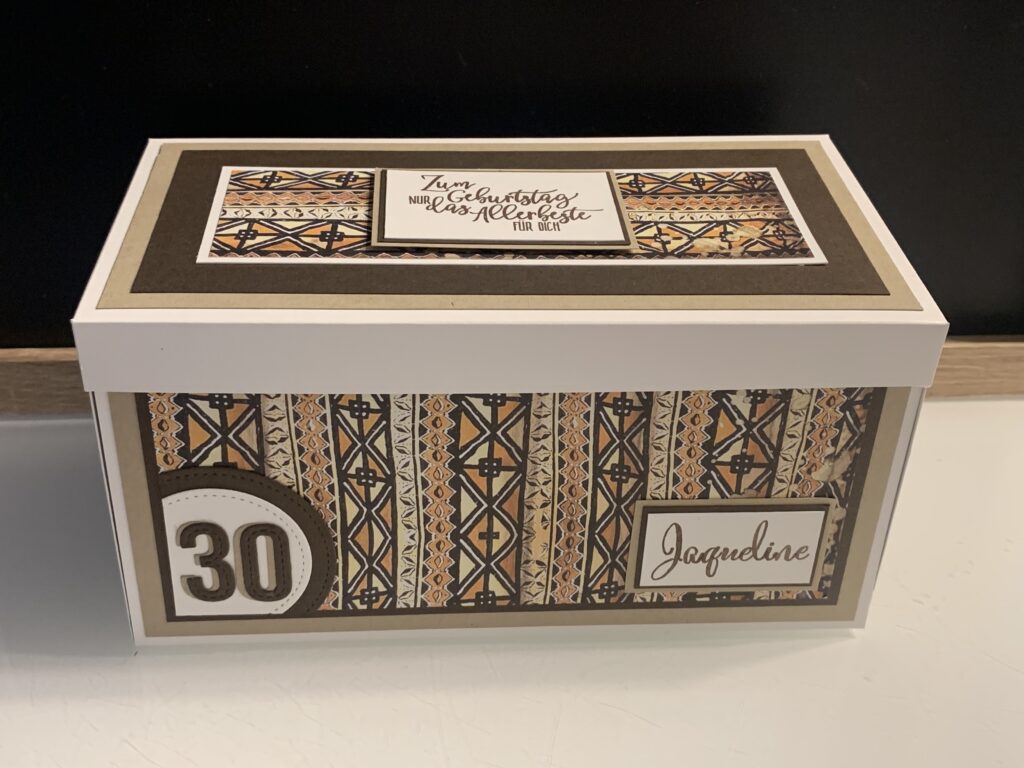 Zum
Geburtstag
NUR das Allerbeste
FÜR DICH
30
Jaqueline